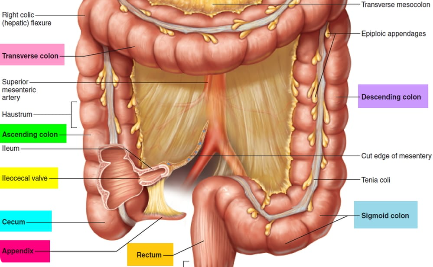 Right colic
(hepatic) flexure
Transverse colon
Superior
mesenteric
artery
Haustrum
Ascending colon
Ileum
Ileocecal valve
Cecum
Appendix
Rectum
Transverse mesocolon
Epiploic appendages
Descending colon
Cut edge of mesentery
Tenia coli
Sigmoid colon